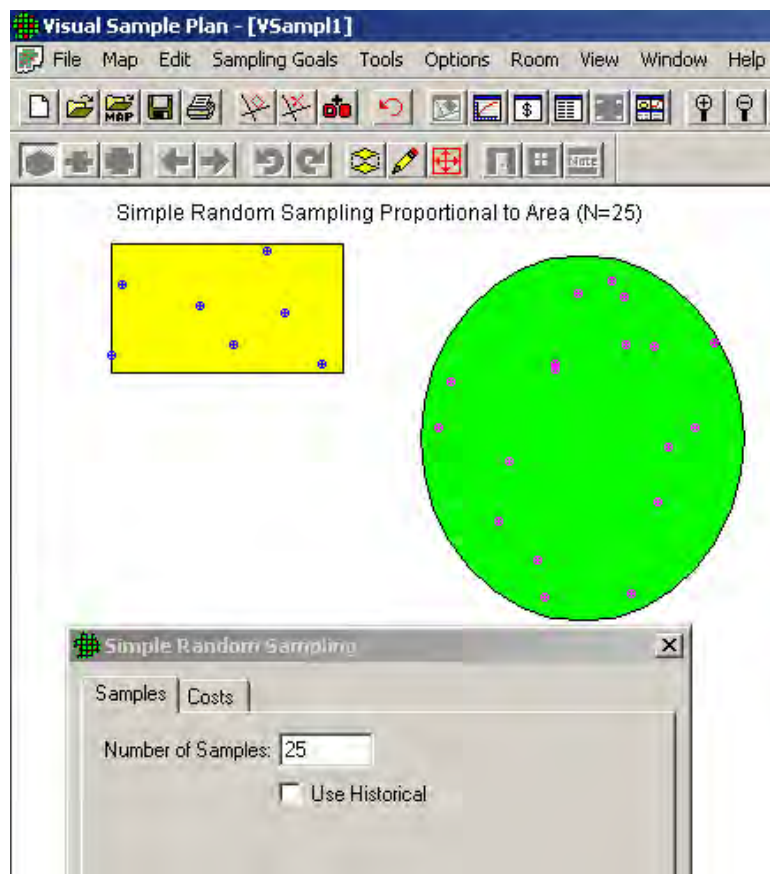 Visual Sample Plan - [VSampl1]
File Map Edit Sampling Goals Tools Options Room View Window Help
MAP $ Note
Simple Random Sampling Proportional to Area (N=25)
Simple Random Sampling
Samples Costs
Number of Samples: 25
Use Historical